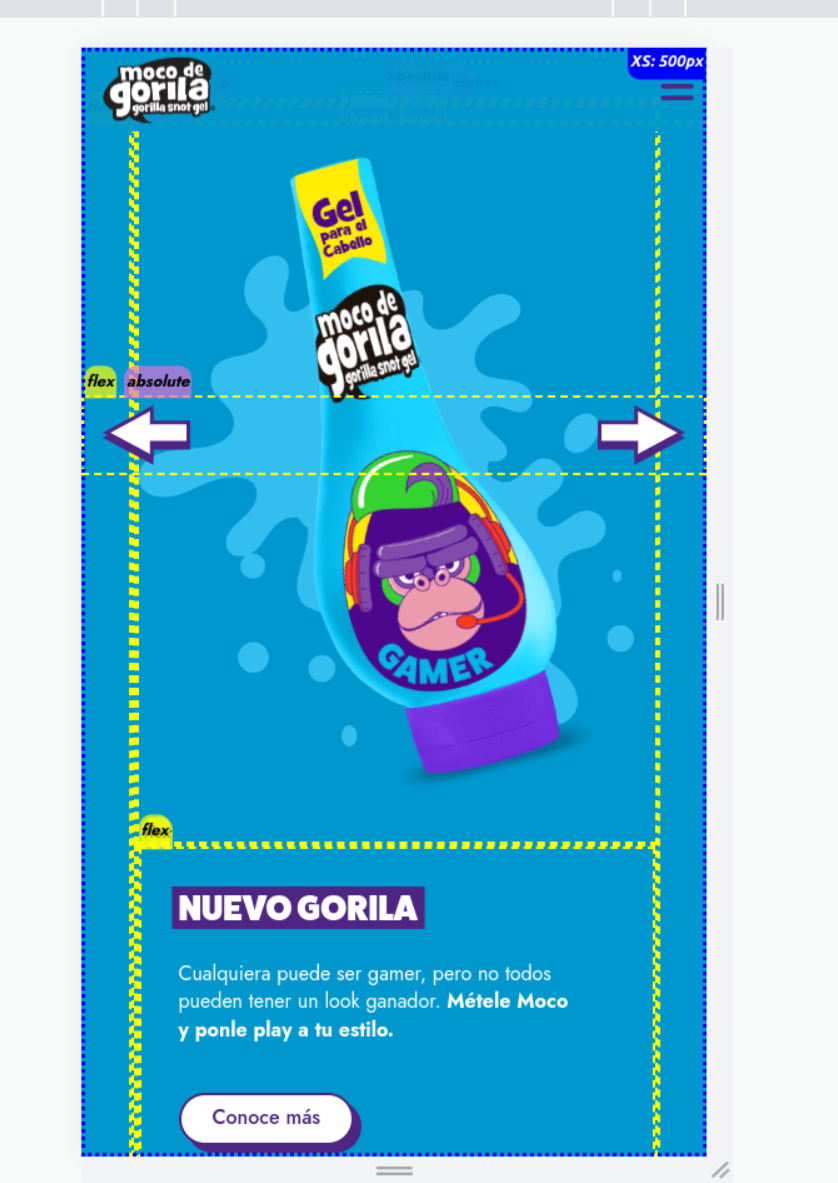 XS: 500px
moco de
gorila
gorilla snot gel
absolute
Gel
para el
Cabello
moco de
gorila
gorilla snot gel
flex absolute
GAMER
flex
NUEVO GORILA
Cualquiera puede ser gamer, pero no todos
pueden tener un look ganador. Métele Moco
y ponle play a tu estilo.
Conoce más